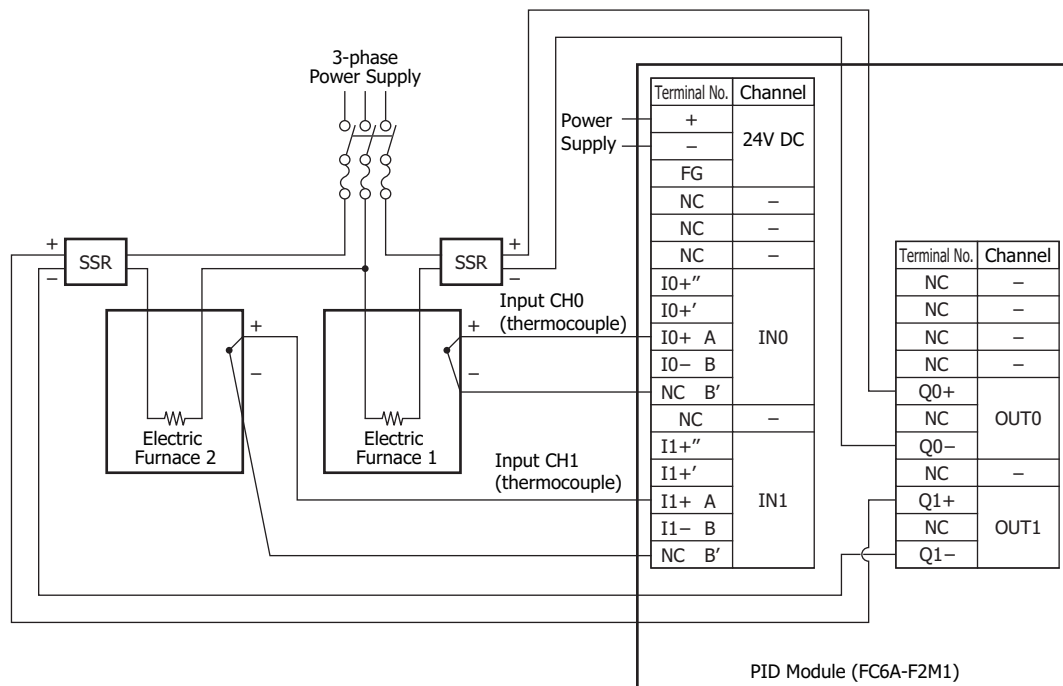 3-phase
Power Supply
Power
Supply
Terminal No. Channel
+ 24V DC
−
FG
NC −
NC −
NC −
I0+″ IN0
I0+′
I0+ A
I0− B
NC B′
NC −
I1+″ IN1
I1+′
I1+ A
I1− B
NC B′
+
SSR
−
SSR
+
−
Input CH0
(thermocouple)
+
−
Electric
Furnace 2
+
−
Electric
Furnace 1
Input CH1
(thermocouple)
Terminal No. Channel
NC −
NC −
NC −
NC −
Q0+ OUT0
NC
Q0−
NC −
Q1+ OUT1
NC
Q1−
PID Module (FC6A-F2M1)